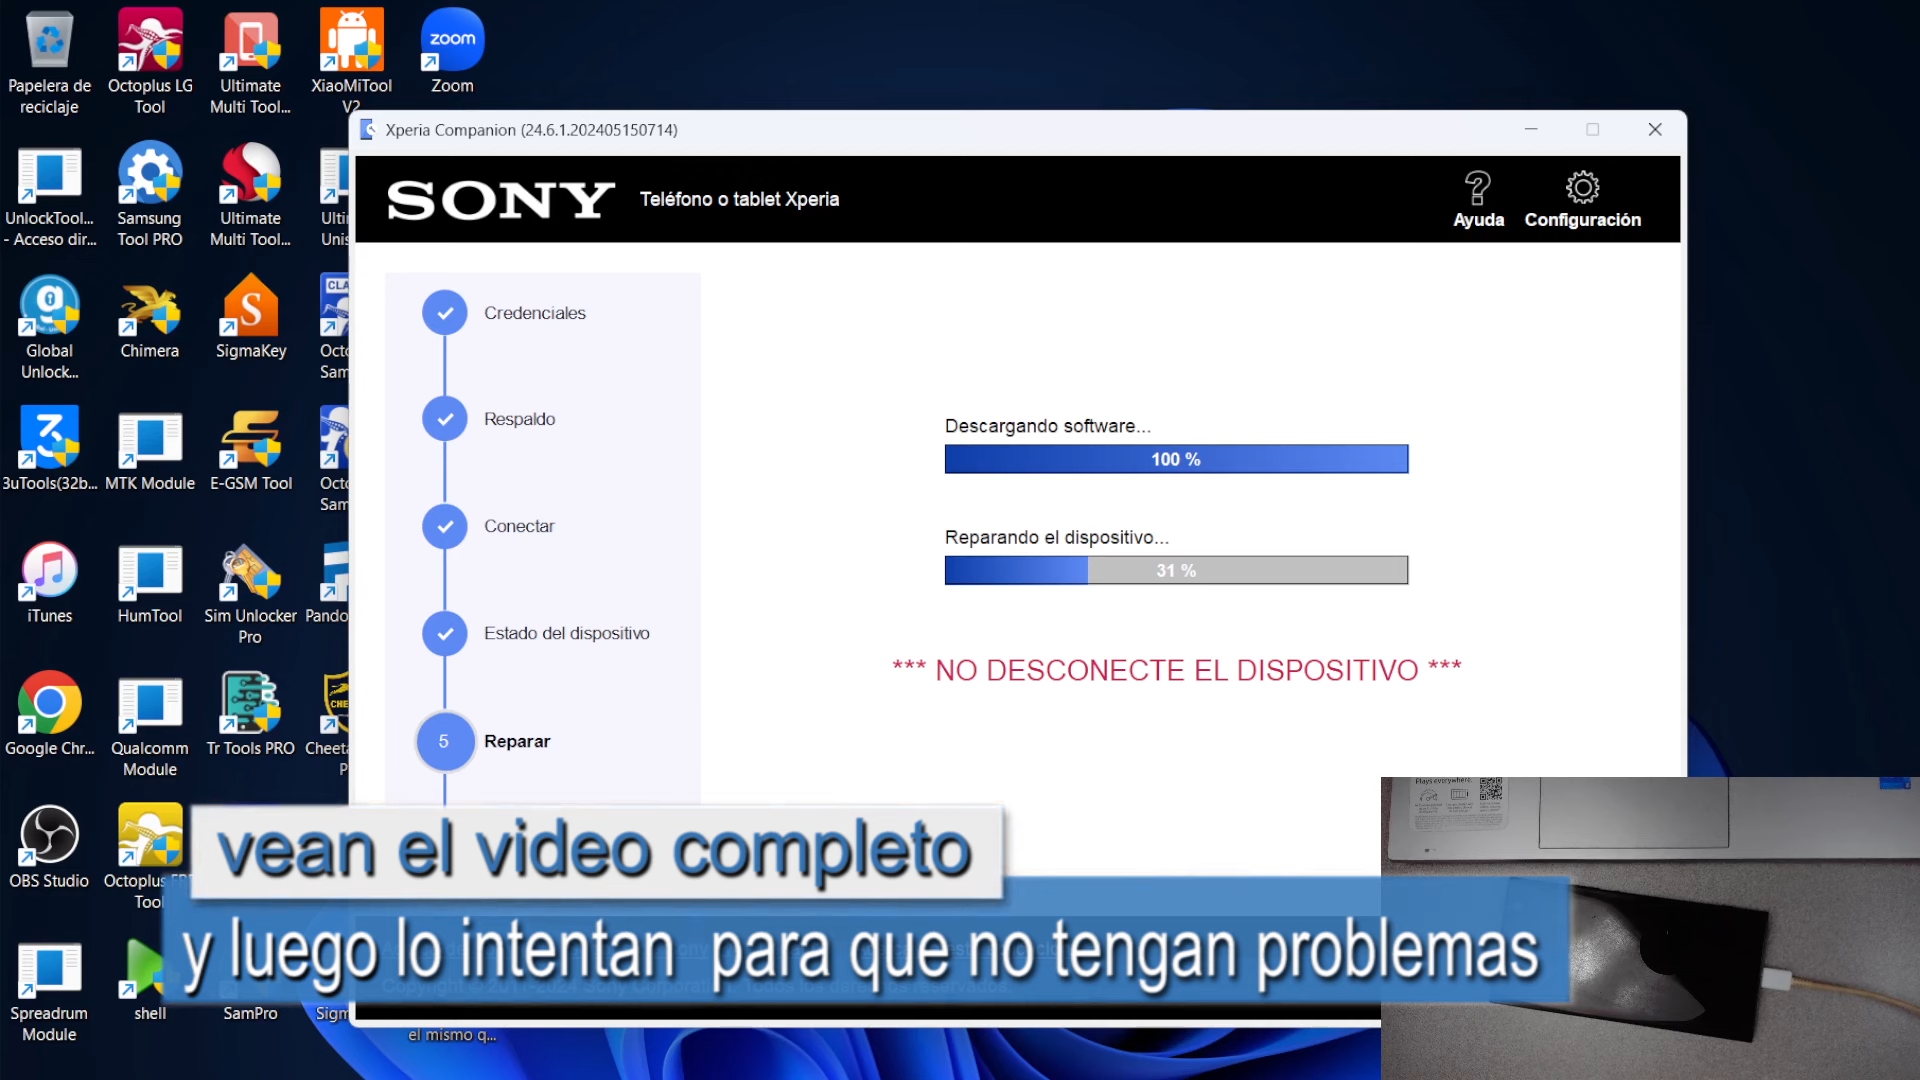 Papelera de
reciclaje
Octoplus LG
Tool
Ultimate
Multi Tool...
XiaoMiTool
V2
zoom
Zoom
UnlockTool...
- Acceso dir...
Samsung
Tool PRO
Ultimate
Multi Tool...
Global
Unlock...
Chimera
SigmaKey
3uTools(32b...
MTK Module
E-GSM Tool
iTunes
HumTool
Sim Unlocker
Pro
Google Chr...
Qualcomm
Module
Tr Tools PRO
OBS Studio
Octoplus
Tool
Spreadrum
Module
shell
SamPro
el mismo q...
Xperia Companion (24.6.1.202405150714)
SONY
Teléfono o tablet Xperia
Ayuda
Configuración
Credenciales
Respaldo
Conectar
Estado del dispositivo
5
Reparar
Descargando software...
100 %
Reparando el dispositivo...
31 %
*** NO DESCONECTE EL DISPOSITIVO ***
vean el video completo
y luego lo intentan para que no tengan problemas